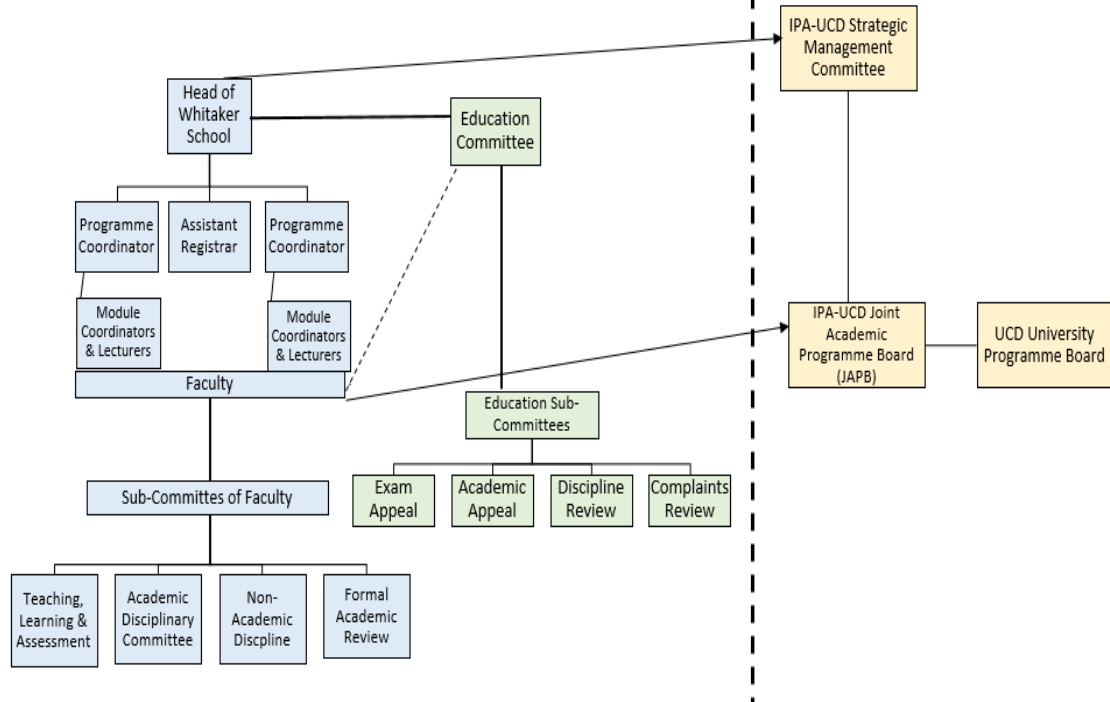 IPA-UCD Strategic
Management
Committee
Head of
Whitaker
School
Education
Committee
Programme
Coordinator
Assistant
Registrar
Programme
Coordinator
Module
Coordinators
& Lecturers
Module
Coordinators
& Lecturers
Faculty
IPA-UCD Joint
Academic
Programme Board
(JAPB)
UCD University
Programme Board
Education Sub-
Committees
Exam
Appeal
Academic
Appeal
Discipline
Review
Complaints
Review
Sub-Committes of Faculty
Teaching,
Learning &
Assessment
Academic
Disciplinary
Committee
Non-
Academic
Discpline
Formal
Academic
Review